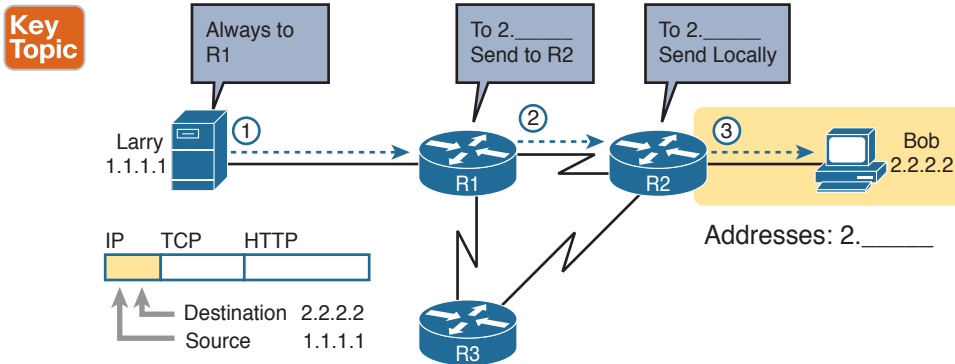 Key
Topic
Always to
R1
To 2._____
Send to R2
To 2._____
Send Locally
Larry
1.1.1.1
1
2
3
R1
R2
Bob
2.2.2.2
Addresses: 2._____
IP TCP HTTP
Destination 2.2.2.2
Source 1.1.1.1
R3